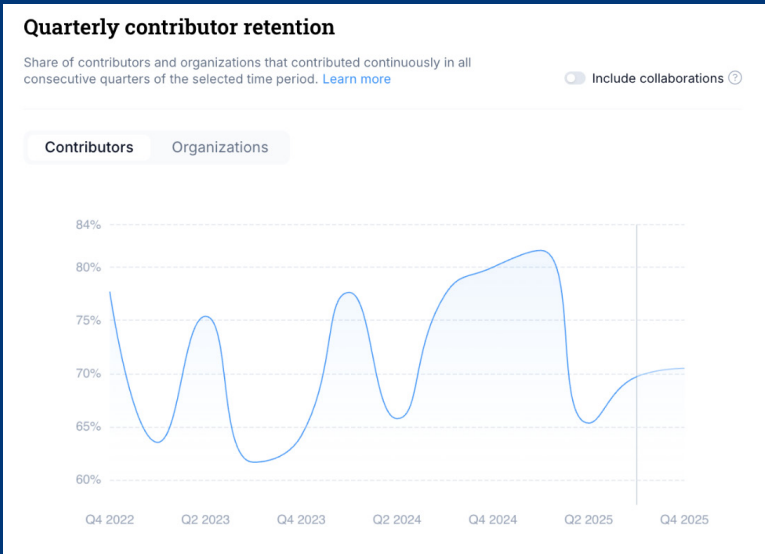 Quarterly contributor retention
Share of contributors and organizations that contributed continuously in all
consecutive quarters of the selected time period. Learn more
Include collaborations ?
Contributors Organizations
84%
80%
75%
70%
65%
60%
Q4 2022 Q2 2023 Q4 2023 Q2 2024 Q4 2024 Q2 2025 Q4 2025